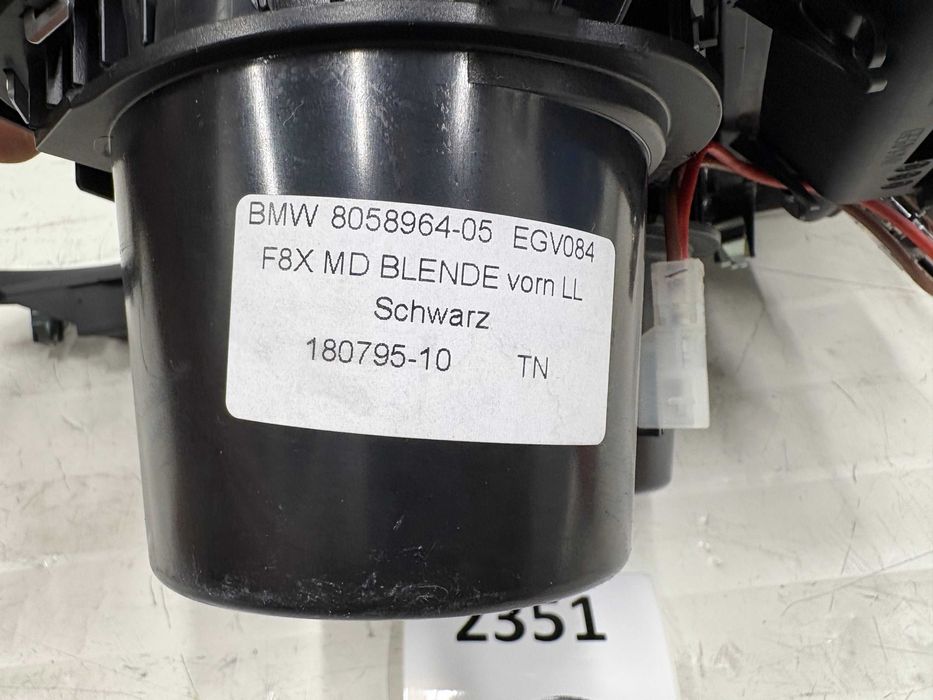 BMW 8058964-05 EGV084
F8X MD BLENDE vorn LL
Schwarz
180795-10 TN
2351